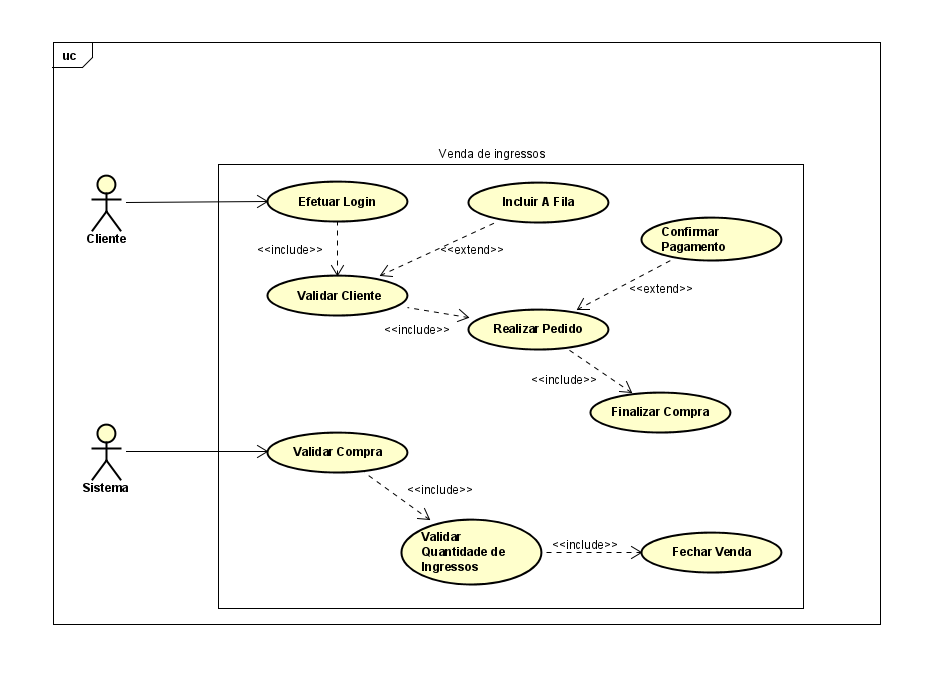 uc
Venda de ingressos
Efetuar Login
Incluir A Fila
Cliente
Confirmar
Pagamento
<<include>>
<<extend>>
<<extend>>
Validar Cliente
<<include>>
Realizar Pedido
<<include>>
Finalizar Compra
Sistema
Validar Compra
<<include>>
Validar
Quantidade de
Ingressos
<<include>>
Fechar Venda